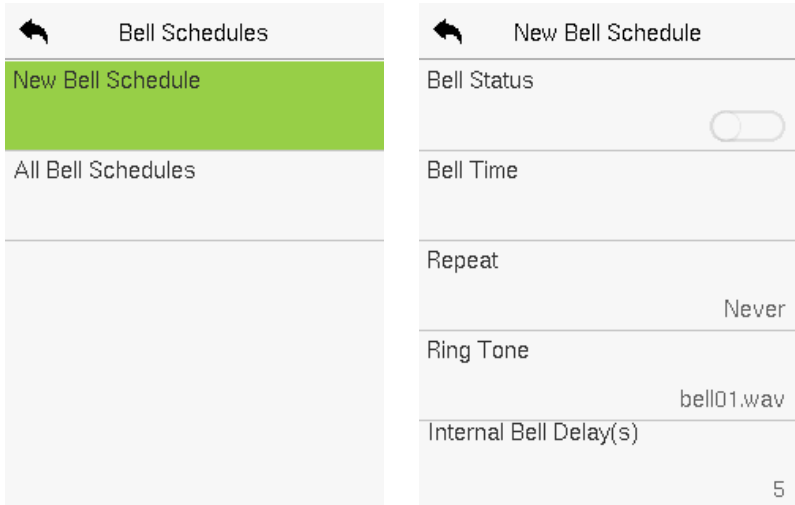 Bell Schedules
New Bell Schedule
All Bell Schedules
New Bell Schedule
Bell Status
Bell Time
Repeat
Never
Ring Tone
bell01.wav
Internal Bell Delay(s)
5